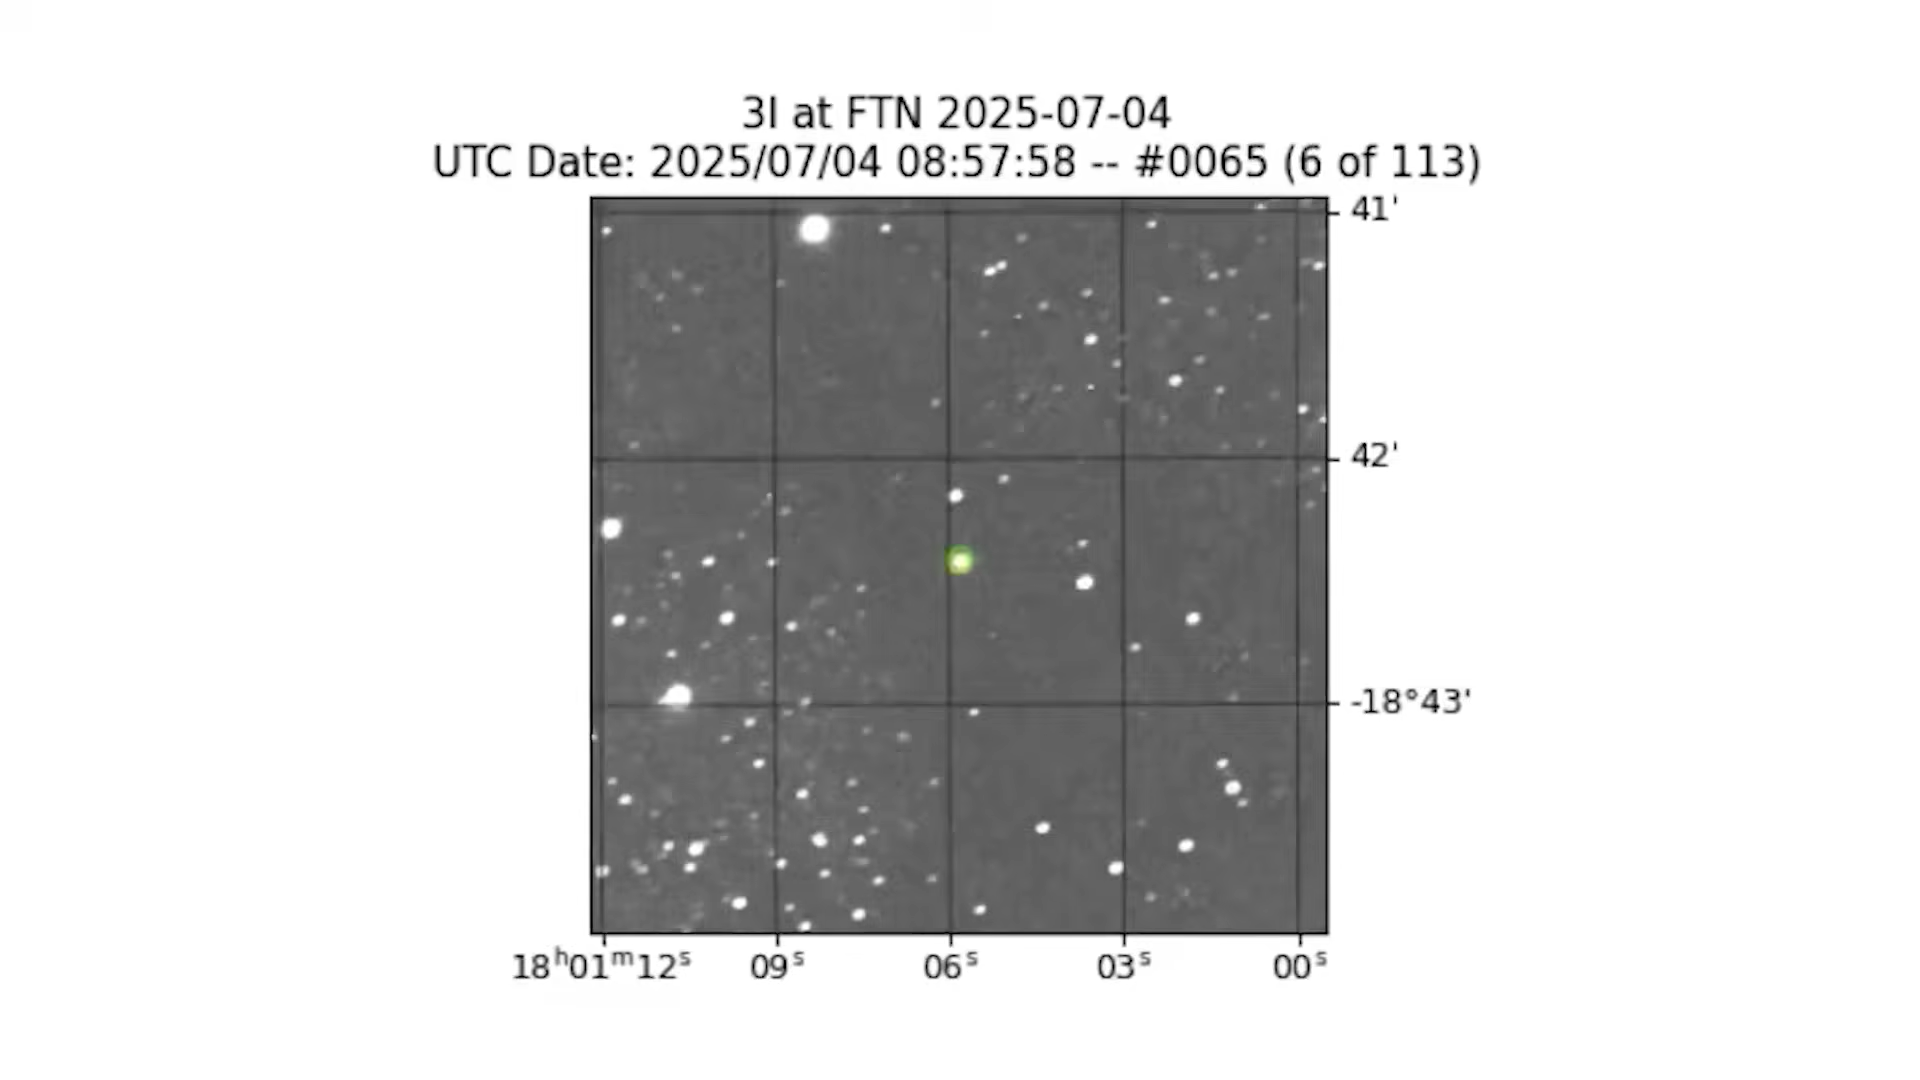 3I at FTN 2025-07-04
UTC Date: 2025/07/04 08:57:58 -- #0065 (6 of 113)
41'
42'
-18°43'
18ʰ01ᵐ12ˢ 09ˢ 06ˢ 03ˢ 00ˢ